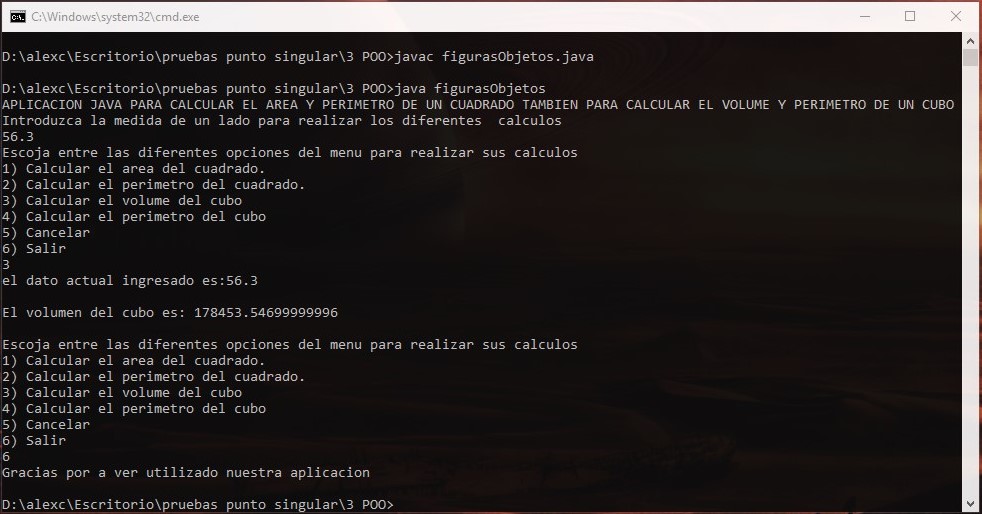 C:\Windows\system32\cmd.exe
D:\alexc\Escritorio\pruebas punto singular\3 POO>javac figurasObjetos.java
D:\alexc\Escritorio\pruebas punto singular\3 POO>java figurasObjetos
APLICACION JAVA PARA CALCULAR EL AREA Y PERIMETRO DE UN CUADRADO TAMBIEN PARA CALCULAR EL VOLUME Y PERIMETRO DE UN CUBO
Introduzca la medida de un lado para realizar los diferentes  calculos
56.3
Escoja entre las diferentes opciones del menu para realizar sus calculos
1) Calcular el area del cuadrado.
2) Calcular el perimetro del cuadrado.
3) Calcular el volume del cubo
4) Calcular el perimetro del cubo
5) Cancelar
6) Salir
3
el dato actual ingresado es:56.3
El volumen del cubo es: 178453.54699999996
Escoja entre las diferentes opciones del menu para realizar sus calculos
1) Calcular el area del cuadrado.
2) Calcular el perimetro del cuadrado.
3) Calcular el volume del cubo
4) Calcular el perimetro del cubo
5) Cancelar
6) Salir
6
Gracias por a ver utilizado nuestra aplicacion
D:\alexc\Escritorio\pruebas punto singular\3 POO>